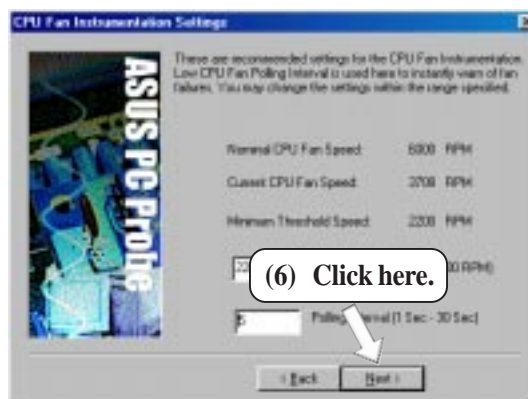 CPU Fan Instrumentation Settings
ASUS PC Probe
These are recommended settings for the CPU Fan Instrumentation.
Low CPU Fan Polling Interval is used here to instantly warn of fan
failures. You may change the settings within the range specified.
Nominal CPU Fan Speed: 6000 RPM
Current CPU Fan Speed: RPM
Minimum Threshold Speed: 2200 RPM
RPM)
(6) Click here.
5 Polling (1 Sec - 30 Sec)
< Back Next >